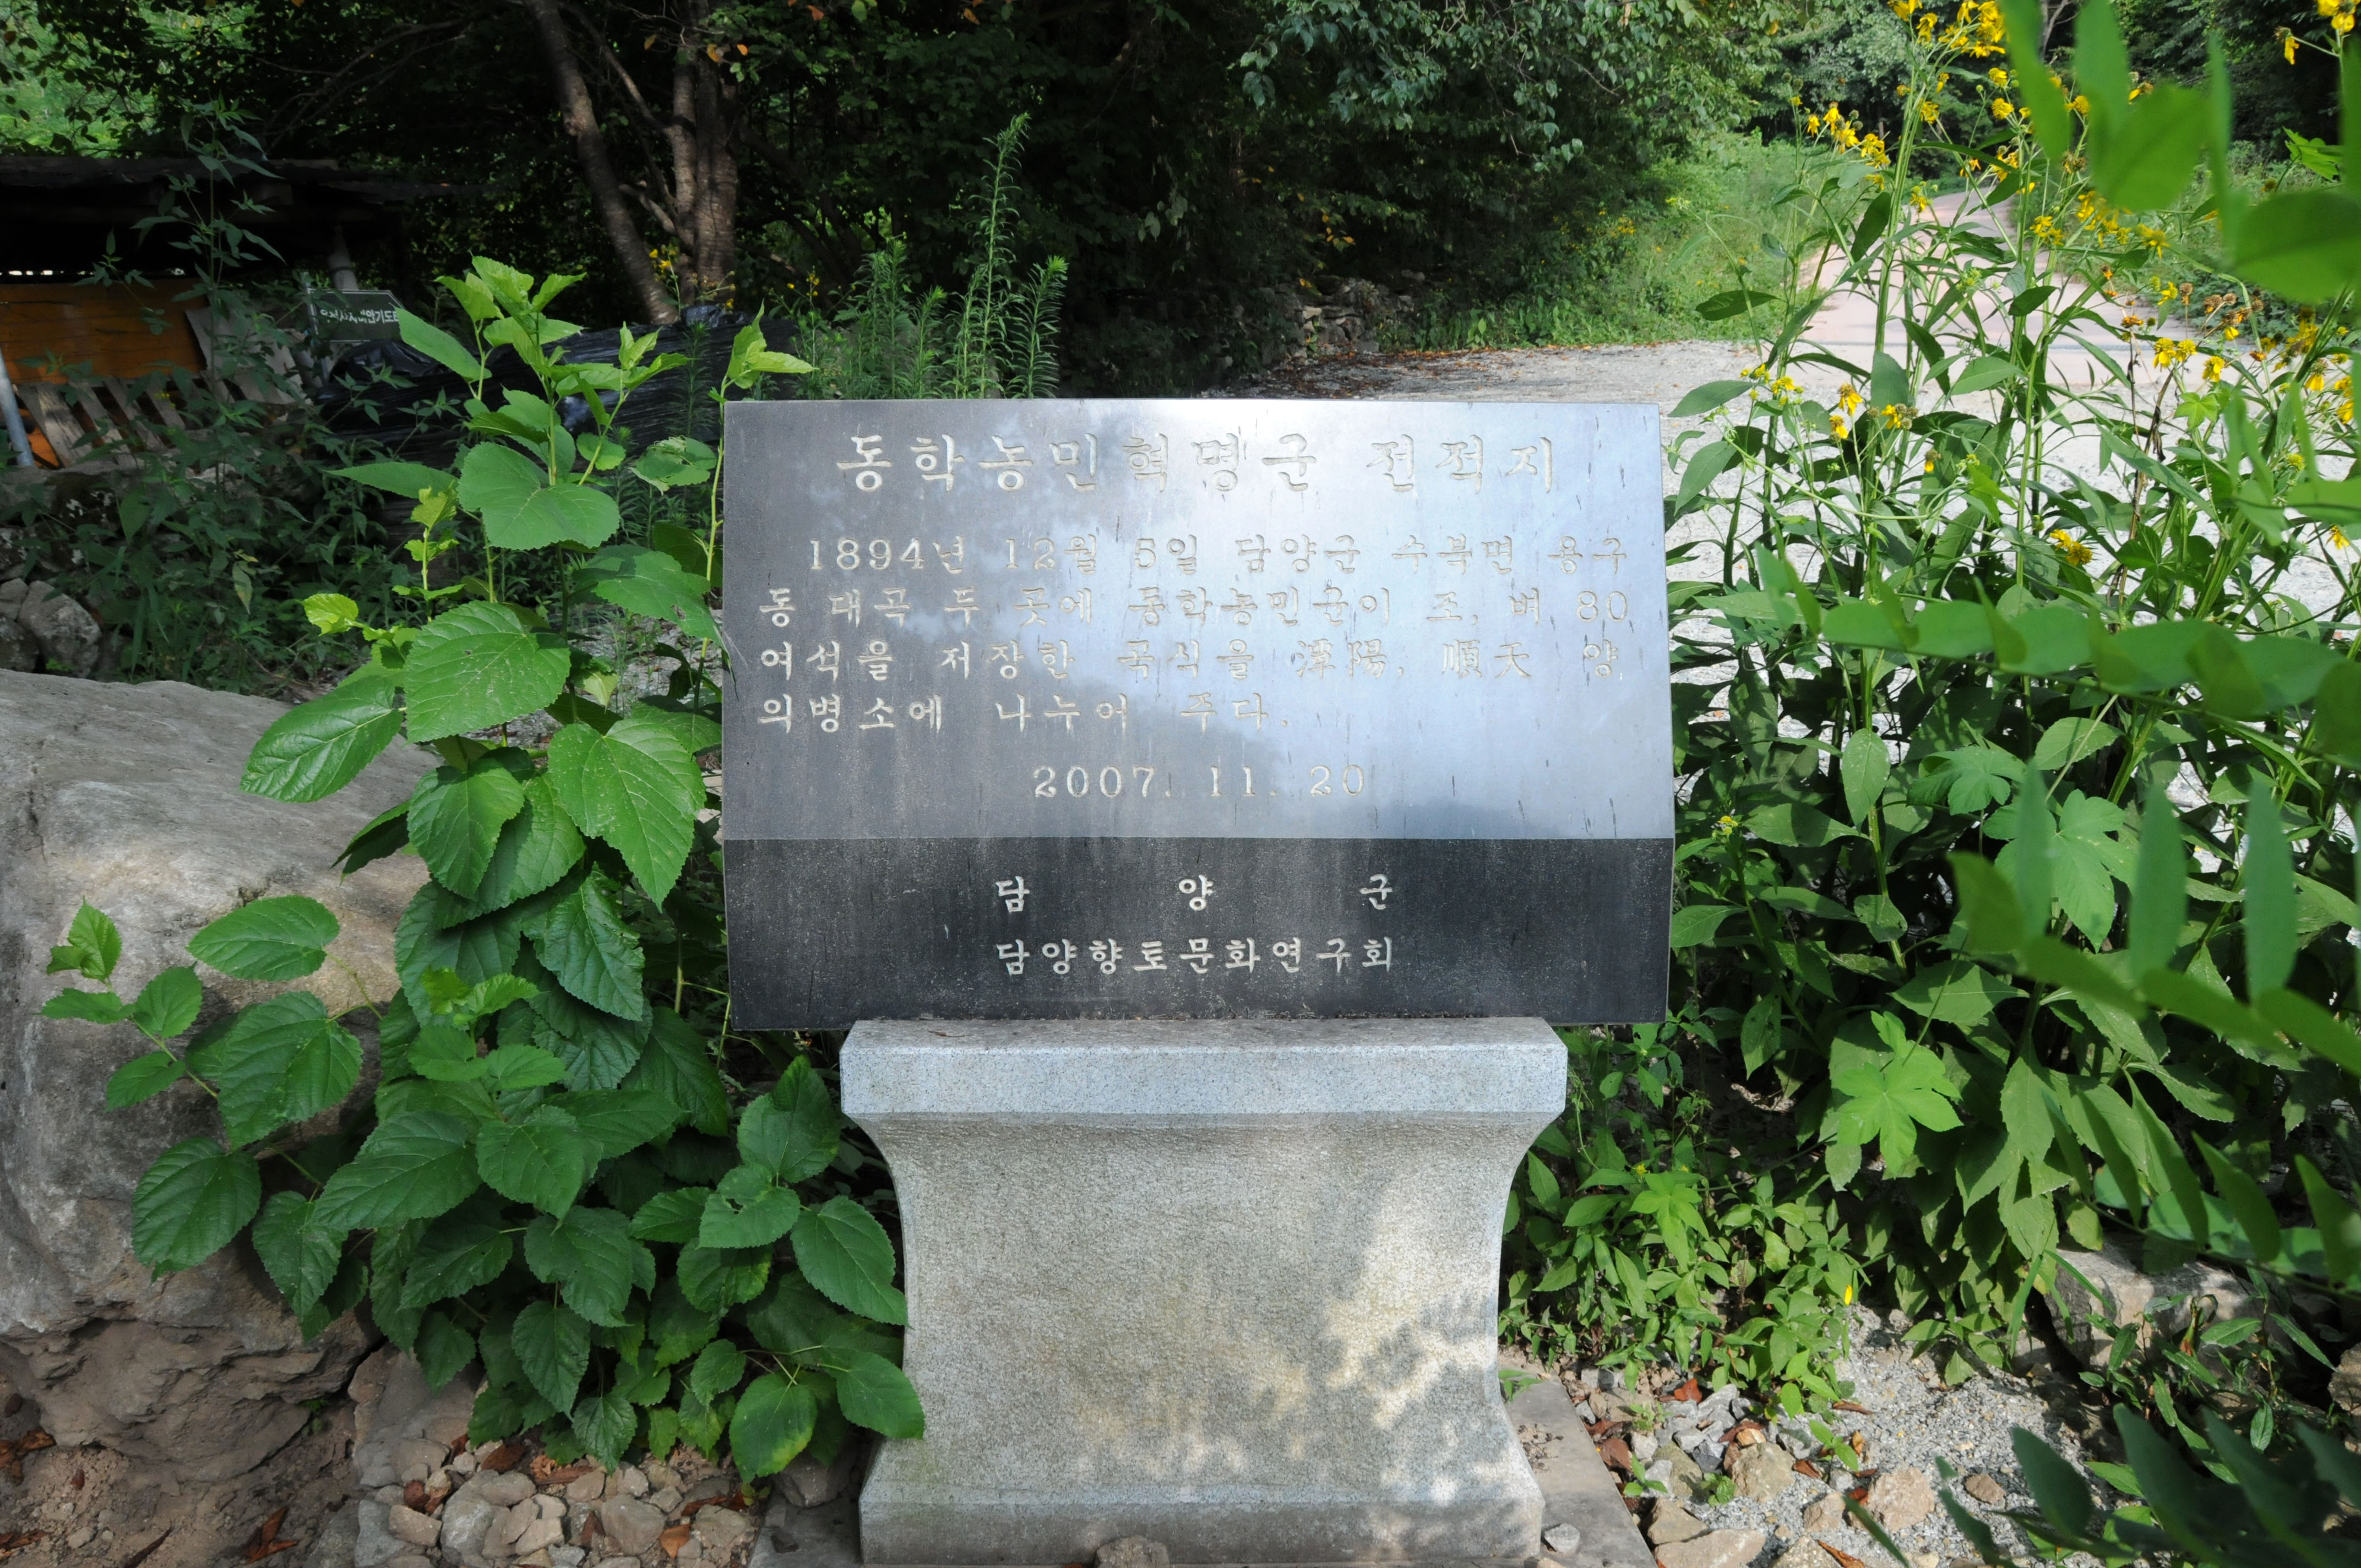 동학농민혁명군 전적지
1894년 12월 5일 담양군 수북면 용구
동 대곡 두 곳에 동학농민군이 조, 벼 80
여석을 저장한 곡식을 潭陽, 順天 양
의병소에 나누어 주다.
2007. 11. 20
담 양 군
담양향토문화연구회